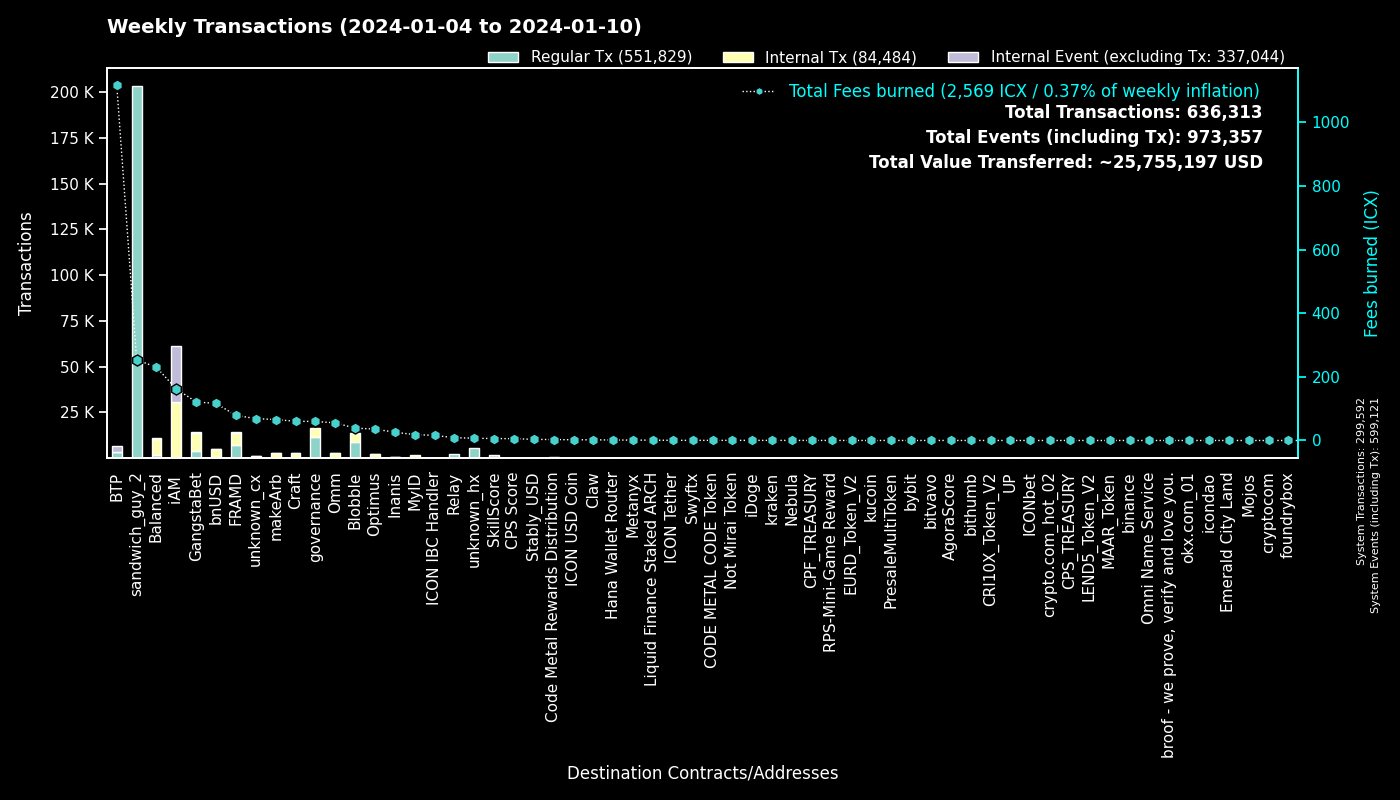 Weekly Transactions (2024-01-04 to 2024-01-10)
Regular Tx (551,829)
Internal Tx (84,484)
Internal Event (excluding Tx: 337,044)
Total Fees burned (2,569 ICX / 0.37% of weekly inflation)
Total Transactions: 636,313
Total Events (including Tx): 973,357
Total Value Transferred: ~25,755,197 USD
Transactions
200 K
175 K
150 K
125 K
100 K
75 K
50 K
25 K
1000
800
600
400
200
0
Fees burned (ICX)
System Transactions: 299,592
System Events (including Tx): 599,121
BTP
sandwich_guy_2
Balanced
iAM
GangstaBet
bnUSD
FRAMD
unknown_cx
makeArb
Craft
governance
Omm
Blobble
Optimus
Inanis
MyID
ICON IBC Handler
Relay
unknown_hx
SkillScore
CPS Score
Stably_USD
Code Metal Rewards Distribution
ICON USD Coin
Claw
Hana Wallet Router
Metanyx
Liquid Finance Staked ARCH
ICON Tether
Swyftx
CODE METAL CODE Token
Not Mirai Token
iDoge
kraken
Nebula
CPF_TREASURY
RPS-Mini-Game Reward
EURD_Token_V2
kucoin
PresaleMultiToken
bybit
bitvavo
AgoraScore
bithumb
CRI10X_Token_V2
UP
ICONbet
crypto.com_hot_02
CPS_TREASURY
LEND5_Token_V2
MAAR_Token
binance
Omni Name Service
broof - we prove, verify and love you.
okx.com_01
icondao
Emerald City Land
Mojos
cryptocom
foundrybox
Destination Contracts/Addresses